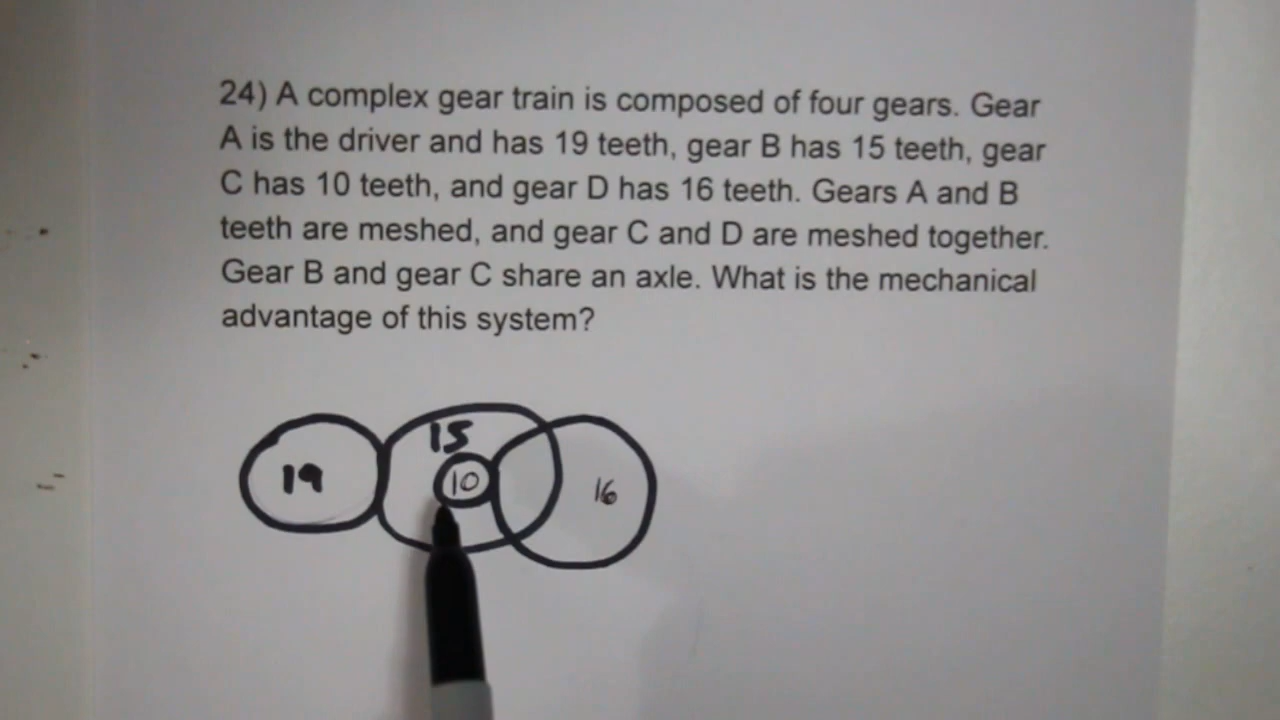 24) A complex gear train is composed of four gears. Gear
A is the driver and has 19 teeth, gear B has 15 teeth, gear
C has 10 teeth, and gear D has 16 teeth. Gears A and B
teeth are meshed, and gear C and D are meshed together.
Gear B and gear C share an axle. What is the mechanical
advantage of this system?
15
19
10
16